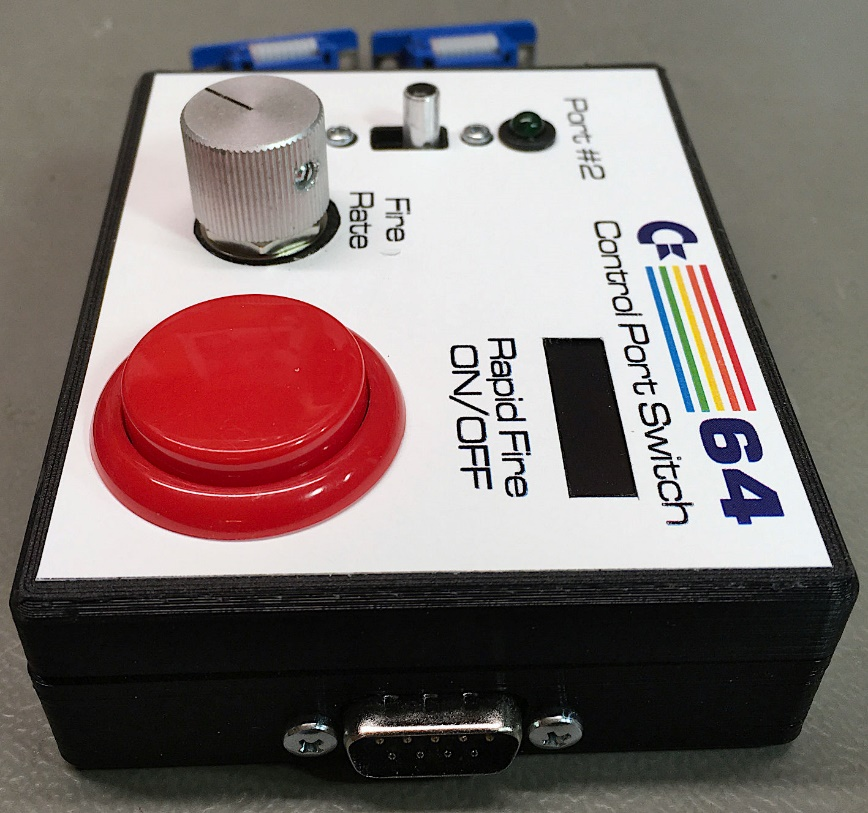 64
Control Port Switch
Port #2
Rapid Fire
ON/OFF
Fire
Rate